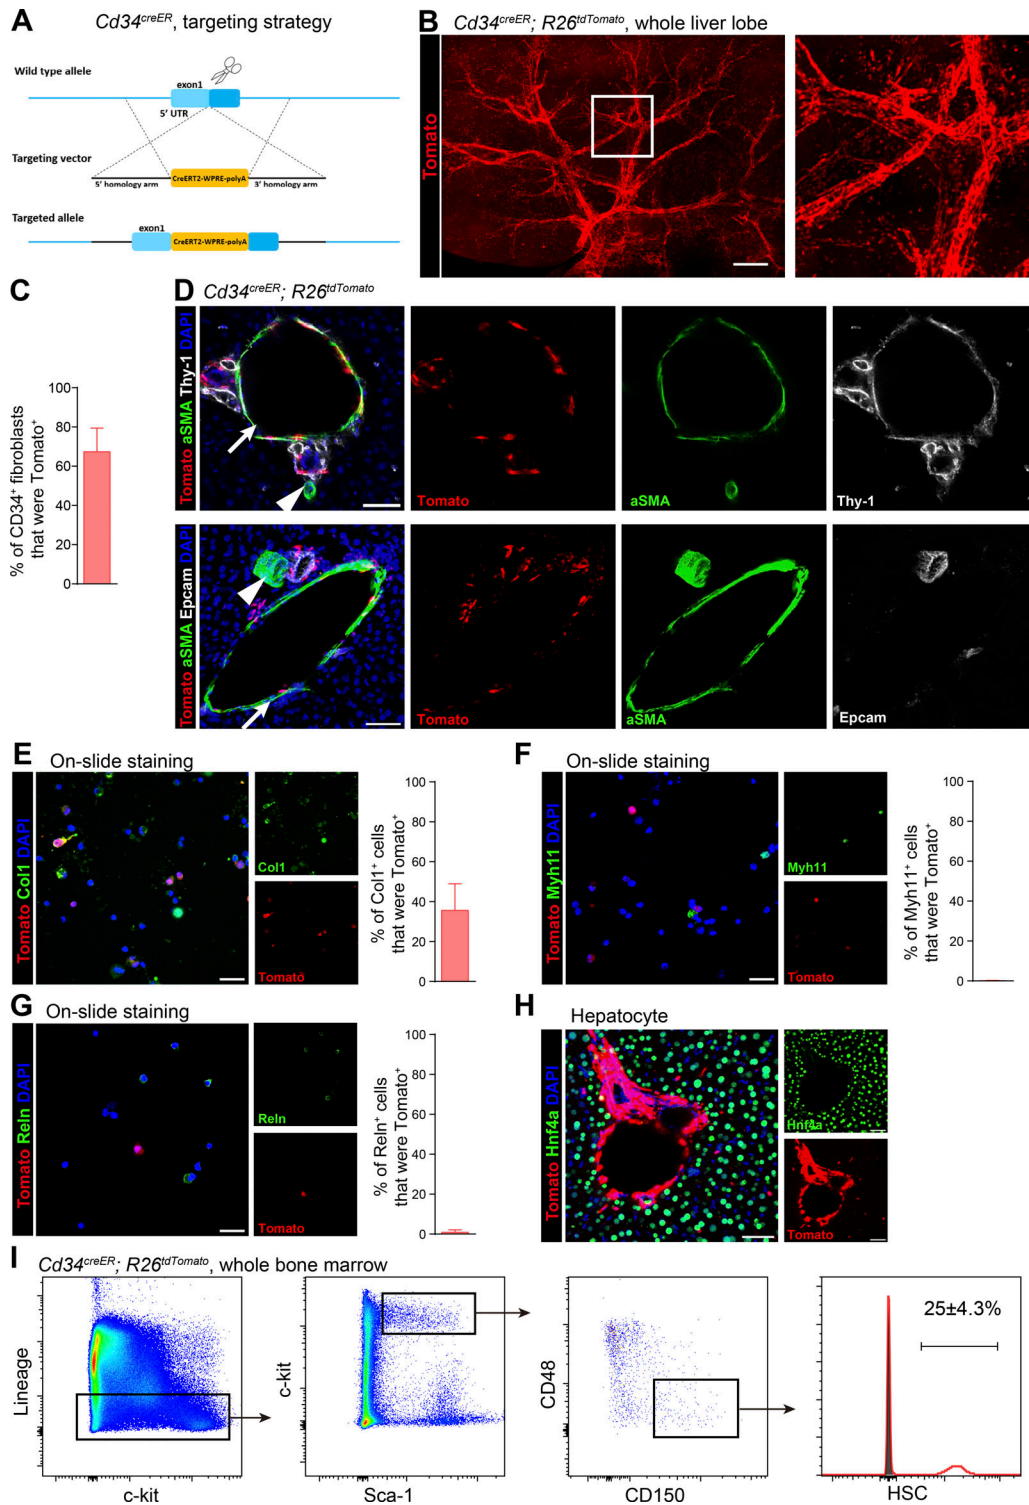 A
Cd34creER, targeting strategy
Wild type allele
exon1
5' UTR
Targeting vector
5' homology arm
CreERT2-WPRE-polyA
3' homology arm
Targeted allele
exon1
CreERT2-WPRE-polyA
B
Cd34creER; R26tdTomato, whole liver lobe
Tomato
C
% of CD34+ fibroblasts
that were Tomato+
100
80
60
40
20
0
D
Cd34creER; R26tdTomato
Tomato aSMA Thy-1 DAPI
Tomato
aSMA
Thy-1
Tomato aSMA Epcam DAPI
Tomato
aSMA
Epcam
E
On-slide staining
Tomato Col1 DAPI
Col1
Tomato
% of Col1+ cells
that were Tomato+
100
80
60
40
20
0
F
On-slide staining
Tomato Myh11 DAPI
Myh11
Tomato
% of Myh11+ cells
that were Tomato+
100
80
60
40
20
0
G
On-slide staining
Tomato Reln DAPI
Reln
Tomato
% of Reln+ cells
that were Tomato+
100
80
60
40
20
0
H
Hepatocyte
Tomato Hnf4a DAPI
Hnf4a
Tomato
I
Cd34creER; R26tdTomato, whole bone marrow
Lineage
c-kit
c-kit
Sca-1
CD48
CD150
25±4.3%
HSC